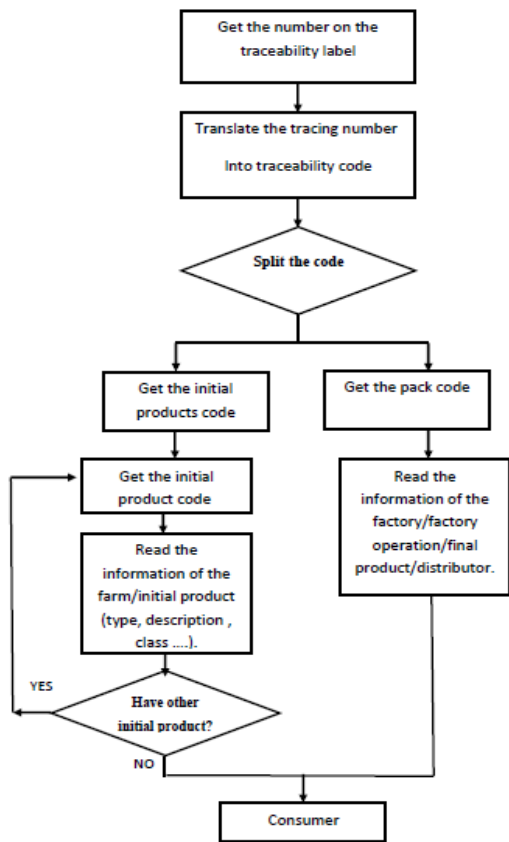 Get the number on the
traceability label
Translate the tracing number
Into traceability code
Split the code
Get the initial
products code
Get the pack code
Get the initial
product code
Read the
information of the
factory/factory
operation/final
product/distributor.
Read the
information of the
farm/initial product
(type, description ,
class ....).
YES
Have other
initial product?
NO
Consumer